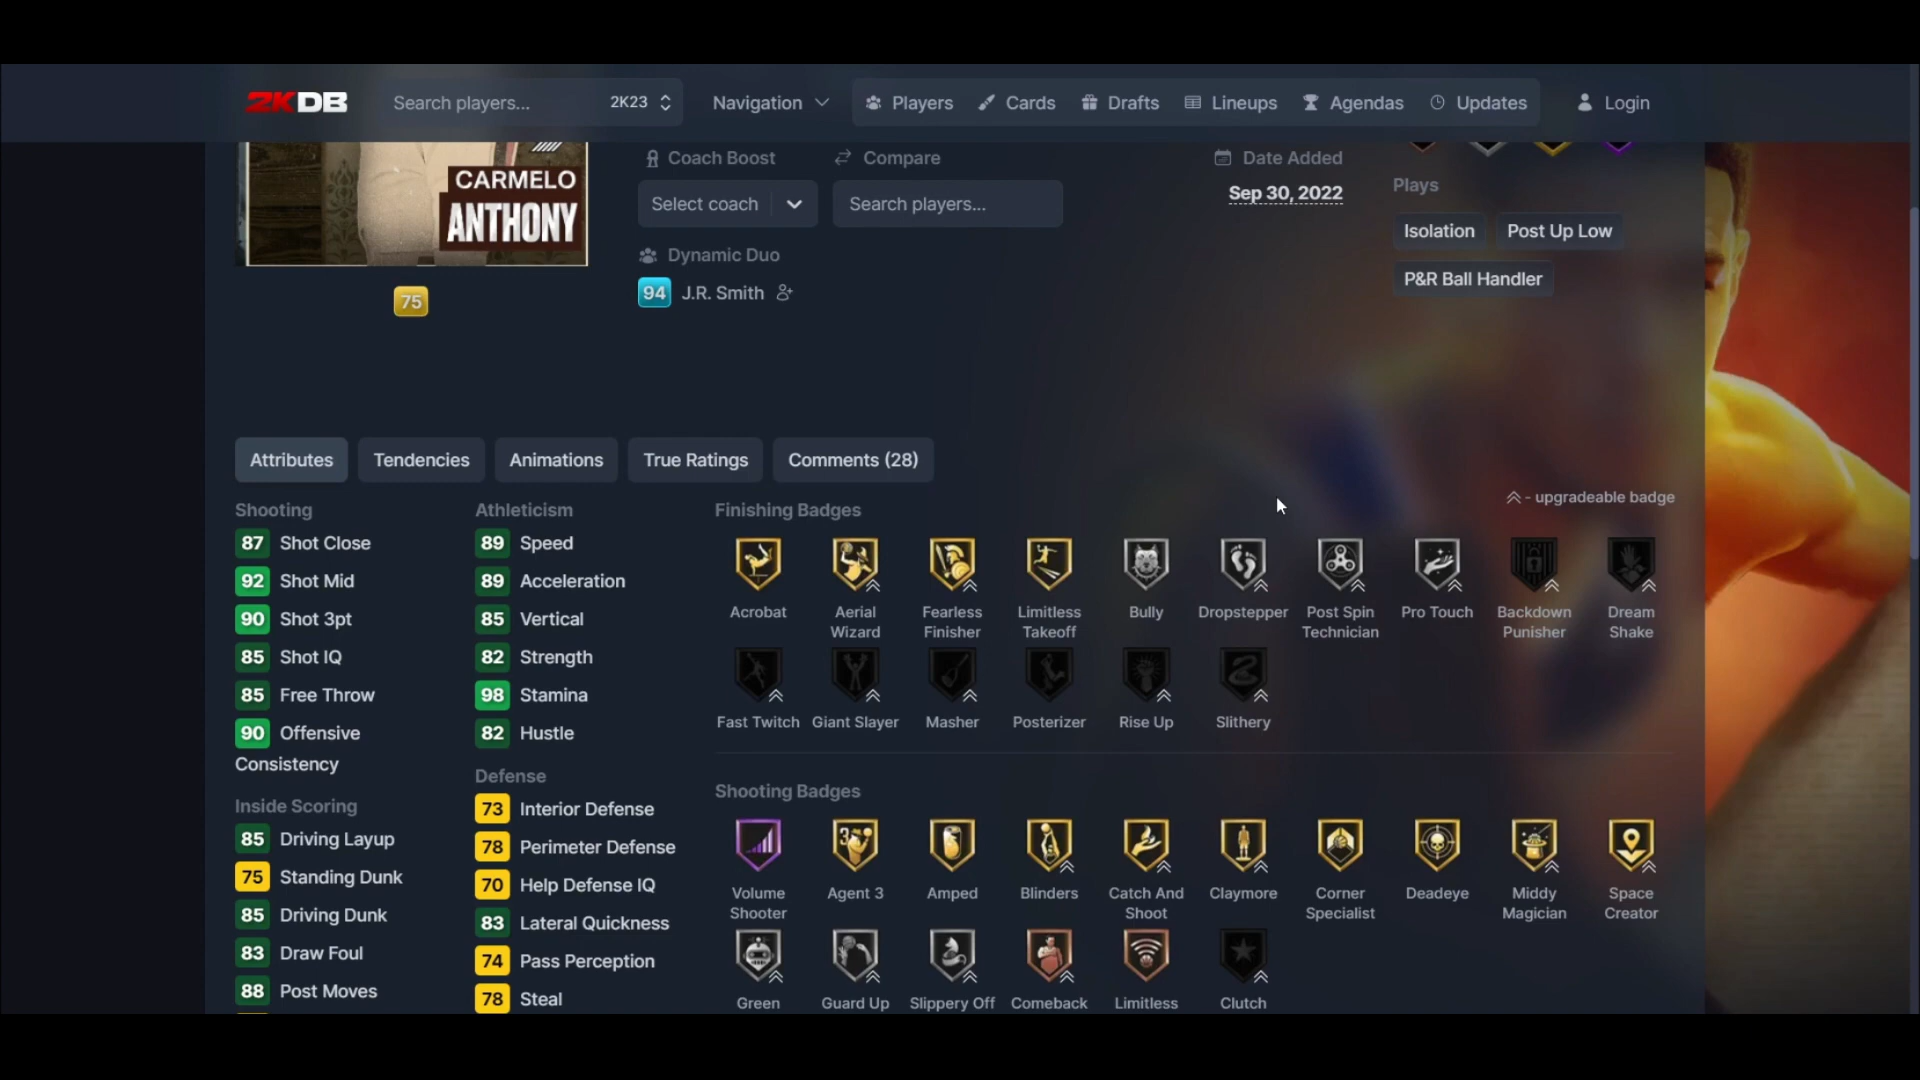 2KDB
Search players...
2K23
Navigation
Players
Cards
Drafts
Lineups
Agendas
Updates
Login
CARMELO
ANTHONY
75
Coach Boost
Compare
Select coach
Search players...
Dynamic Duo
94 J.R. Smith
Date Added
Sep 30, 2022
Plays
Isolation
Post Up Low
P&R Ball Handler
Attributes
Tendencies
Animations
True Ratings
Comments (28)
- upgradeable badge
Shooting
87 Shot Close
92 Shot Mid
90 Shot 3pt
85 Shot IQ
85 Free Throw
90 Offensive
Consistency
Inside Scoring
85 Driving Layup
75 Standing Dunk
85 Driving Dunk
83 Draw Foul
88 Post Moves
Athleticism
89 Speed
89 Acceleration
85 Vertical
82 Strength
98 Stamina
82 Hustle
Defense
73 Interior Defense
78 Perimeter Defense
70 Help Defense IQ
83 Lateral Quickness
74 Pass Perception
78 Steal
Finishing Badges
Acrobat
Aerial
Wizard
Fearless
Finisher
Limitless
Takeoff
Bully
Dropstepper
Post Spin
Technician
Pro Touch
Backdown
Punisher
Dream
Shake
Fast Twitch
Giant Slayer
Masher
Posterizer
Rise Up
Slithery
Shooting Badges
Volume
Shooter
Agent 3
Amped
Blinders
Catch And
Shoot
Claymore
Corner
Specialist
Deadeye
Middy
Magician
Space
Creator
Green
Guard Up
Slippery Off
Comeback
Limitless
Clutch